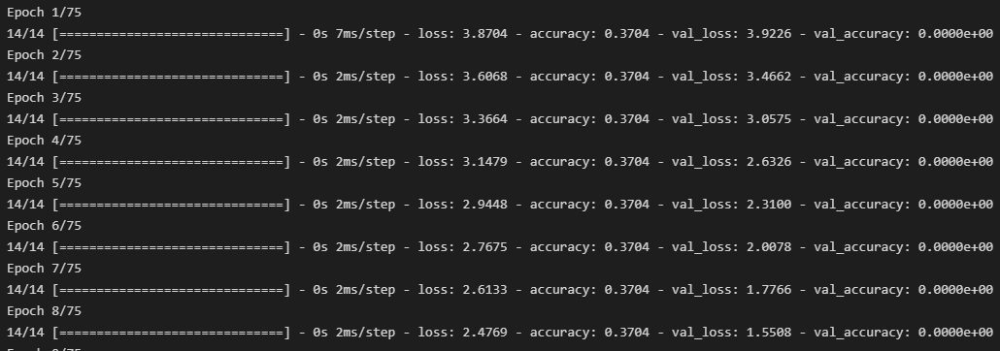 Epoch 1/75
14/14 [==============================] - 0s 7ms/step - loss: 3.8704 - accuracy: 0.3704 - val_loss: 3.9226 - val_accuracy: 0.0000e+00
Epoch 2/75
14/14 [==============================] - 0s 2ms/step - loss: 3.6068 - accuracy: 0.3704 - val_loss: 3.4662 - val_accuracy: 0.0000e+00
Epoch 3/75
14/14 [==============================] - 0s 2ms/step - loss: 3.3664 - accuracy: 0.3704 - val_loss: 3.0575 - val_accuracy: 0.0000e+00
Epoch 4/75
14/14 [==============================] - 0s 2ms/step - loss: 3.1479 - accuracy: 0.3704 - val_loss: 2.6326 - val_accuracy: 0.0000e+00
Epoch 5/75
14/14 [==============================] - 0s 2ms/step - loss: 2.9448 - accuracy: 0.3704 - val_loss: 2.3100 - val_accuracy: 0.0000e+00
Epoch 6/75
14/14 [==============================] - 0s 2ms/step - loss: 2.7675 - accuracy: 0.3704 - val_loss: 2.0078 - val_accuracy: 0.0000e+00
Epoch 7/75
14/14 [==============================] - 0s 2ms/step - loss: 2.6133 - accuracy: 0.3704 - val_loss: 1.7766 - val_accuracy: 0.0000e+00
Epoch 8/75
14/14 [==============================] - 0s 2ms/step - loss: 2.4769 - accuracy: 0.3704 - val_loss: 1.5508 - val_accuracy: 0.0000e+00